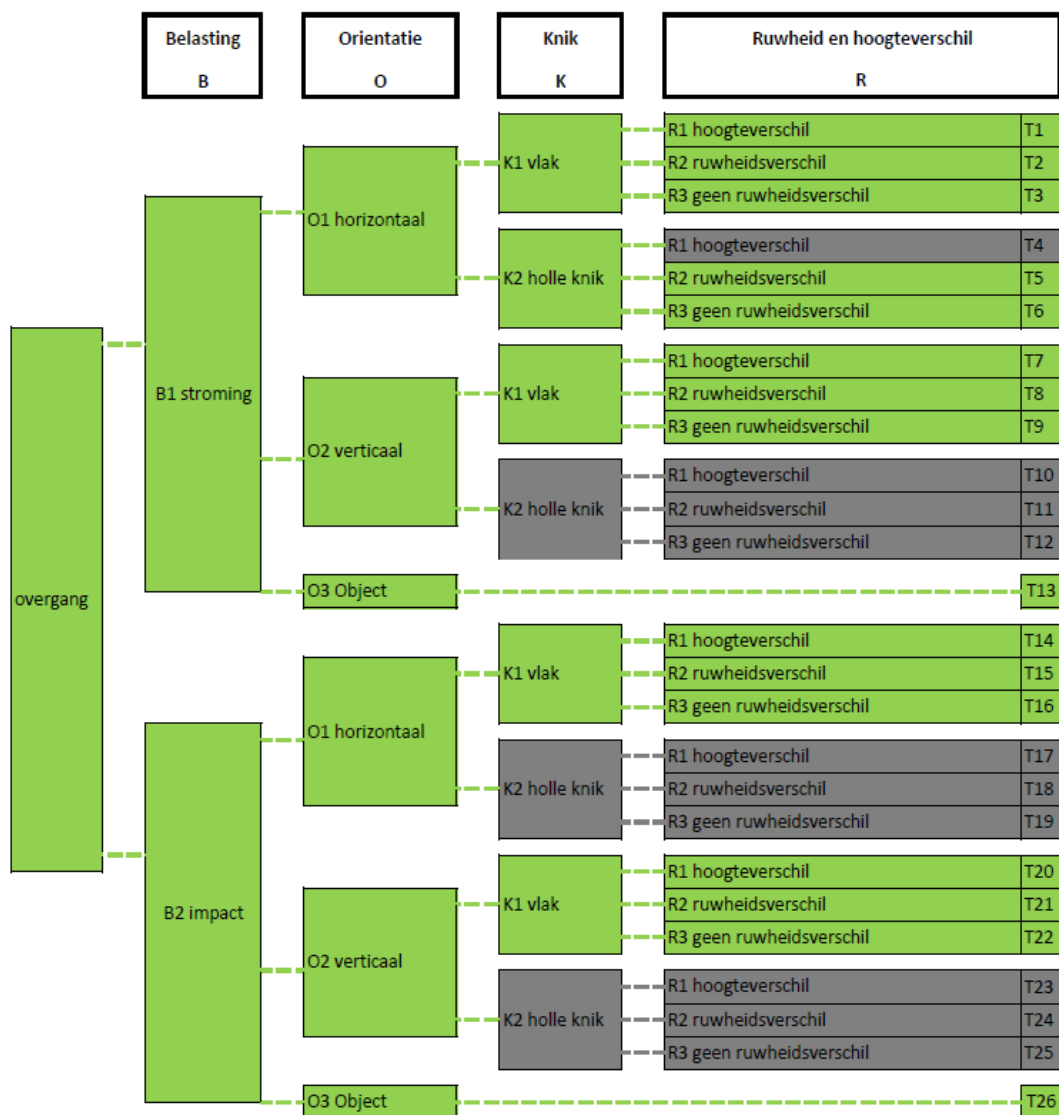 Belasting
B
Orientatie
O
Knik
K
Ruwheid en hoogteverschil
R
overgang
B1 stroming
O1 horizontaal
K1 vlak
R1 hoogteverschil T1
R2 ruwheidsverschil T2
R3 geen ruwheidsverschil T3
K2 holle knik
R1 hoogteverschil T4
R2 ruwheidsverschil T5
R3 geen ruwheidsverschil T6
O2 verticaal
K1 vlak
R1 hoogteverschil T7
R2 ruwheidsverschil T8
R3 geen ruwheidsverschil T9
K2 holle knik
R1 hoogteverschil T10
R2 ruwheidsverschil T11
R3 geen ruwheidsverschil T12
O3 Object T13
B2 impact
O1 horizontaal
K1 vlak
R1 hoogteverschil T14
R2 ruwheidsverschil T15
R3 geen ruwheidsverschil T16
K2 holle knik
R1 hoogteverschil T17
R2 ruwheidsverschil T18
R3 geen ruwheidsverschil T19
O2 verticaal
K1 vlak
R1 hoogteverschil T20
R2 ruwheidsverschil T21
R3 geen ruwheidsverschil T22
K2 holle knik
R1 hoogteverschil T23
R2 ruwheidsverschil T24
R3 geen ruwheidsverschil T25
O3 Object T26